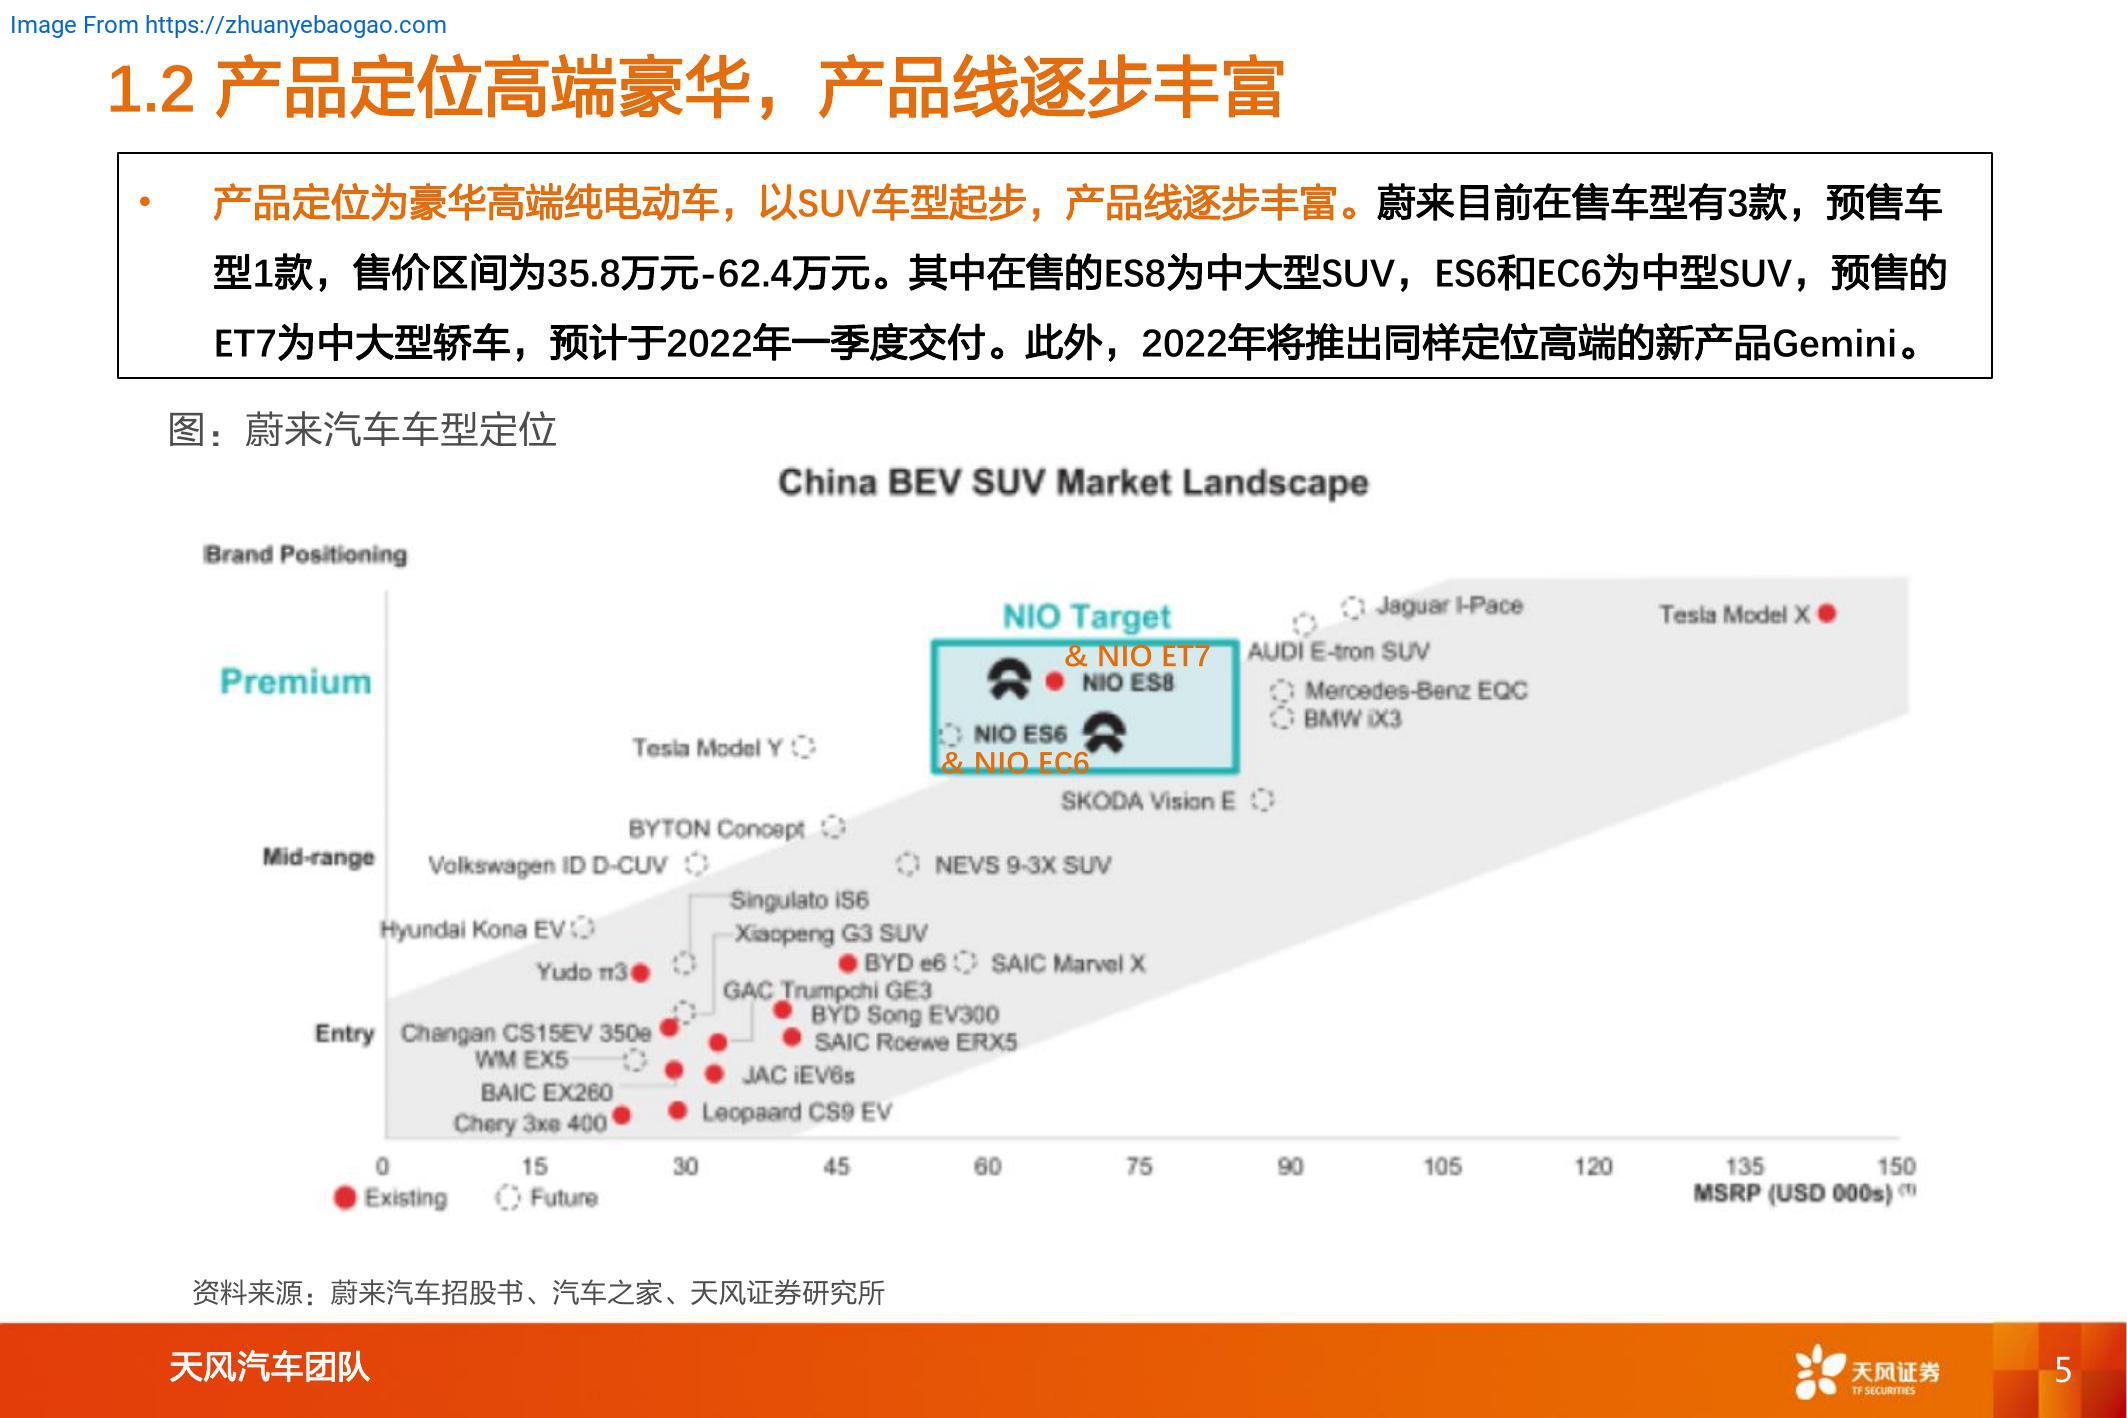 Image From https://zhuanyebaogao.com
1.2 产品定位高端豪华，产品线逐步丰富
• 产品定位为豪华高端纯电动车，以SUV车型起步，产品线逐步丰富。蔚来目前在售车型有3款，预售车
型1款，售价区间为35.8万元-62.4万元。其中在售的ES8为中大型SUV，ES6和EC6为中型SUV，预售的
ET7为中大型轿车，预计于2022年一季度交付。此外，2022年将推出同样定位高端的新产品Gemini。
图：蔚来汽车车型定位
China BEV SUV Market Landscape
Brand Positioning
NIO Target
Jaguar I-Pace
Tesla Model X
AUDI E-tron SUV
& NIO ET7
Premium
NIO ES8
Mercedes-Benz EQC
BMW iX3
NIO ES6
Tesla Model Y
& NIO EC6
SKODA Vision E
BYTON Concept
Mid-range
Volkswagen ID D-CUV
NEVS 9-3X SUV
Singulato iS6
Hyundai Kona EV
Xiaopeng G3 SUV
Yudo π3
BYD e6
SAIC Marvel X
GAC Trumpchi GE3
BYD Song EV300
Entry
Changan CS15EV 350e
SAIC Roewe ERX5
WM EX5
JAC iEV6s
BAIC EX260
Chery 3xe 400
Leopaard CS9 EV
0 15 30 45 60 75 90 105 120 135 150
MSRP (USD 000s) (1)
Existing Future
资料来源：蔚来汽车招股书、汽车之家、天风证券研究所
天风汽车团队
天风证券
TF SECURITIES
5